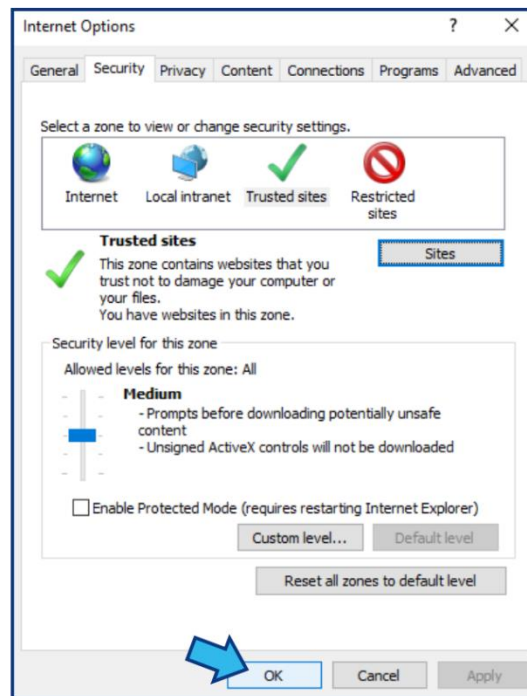 Internet Options ? X
General Security Privacy Content Connections Programs Advanced
Select a zone to view or change security settings.
Internet Local intranet Trusted sites Restricted
sites
Trusted sites
Sites
This zone contains websites that you
trust not to damage your computer or
your files.
You have websites in this zone.
Security level for this zone
Allowed levels for this zone: All
Medium
- Prompts before downloading potentially unsafe
content
- Unsigned ActiveX controls will not be downloaded
Enable Protected Mode (requires restarting Internet Explorer)
Custom level... Default level
Reset all zones to default level
OK Cancel Apply